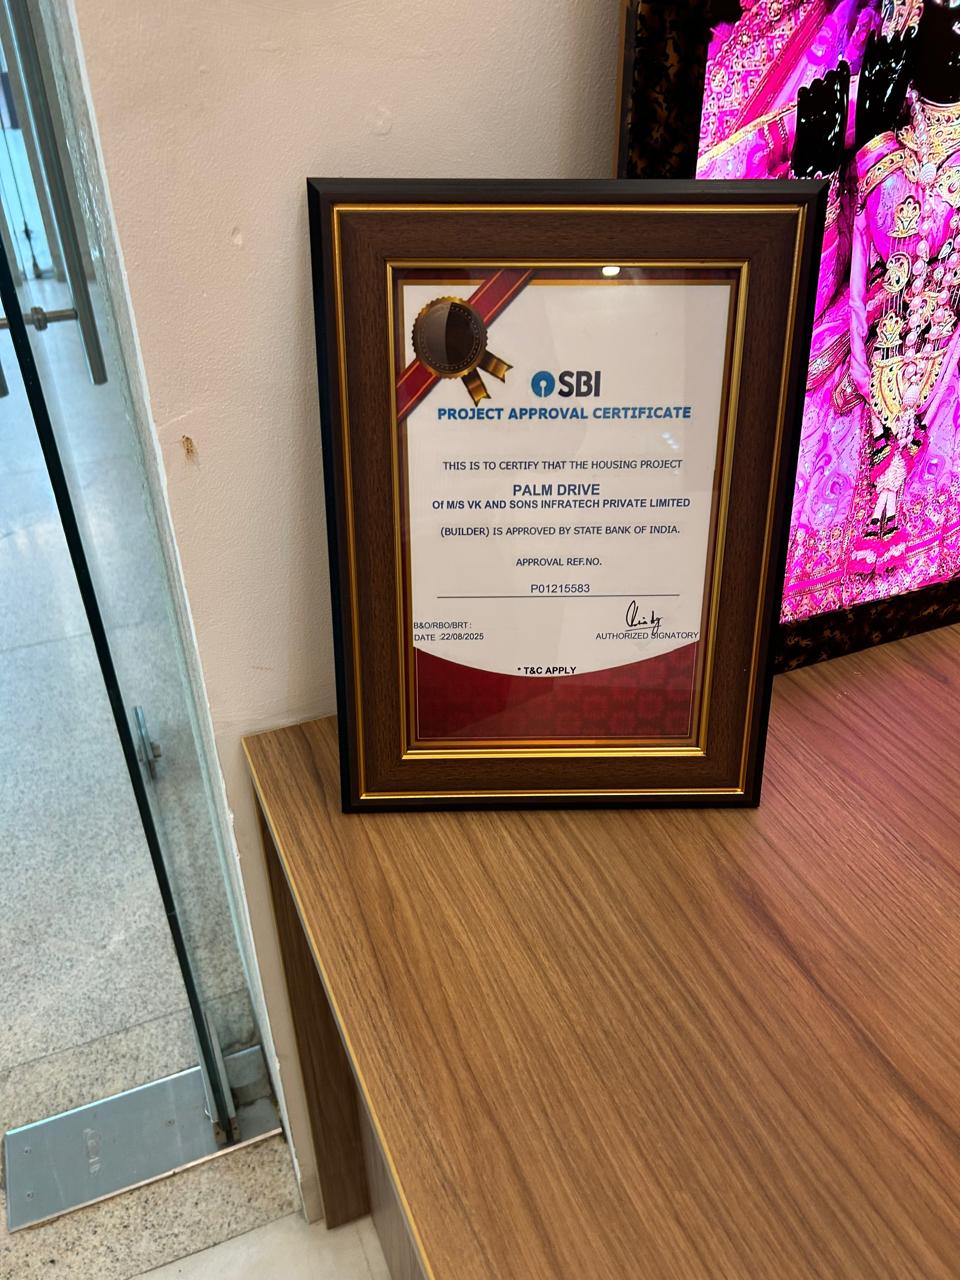 SBI
PROJECT APPROVAL CERTIFICATE
THIS IS TO CERTIFY THAT THE HOUSING PROJECT
PALM DRIVE
Of M/S VK AND SONS INFRATECH PRIVATE LIMITED
(BUILDER) IS APPROVED BY STATE BANK OF INDIA.
APPROVAL REF.NO.
P01215583
B&O/RBO/BRT :
DATE :22/08/2025
AUTHORIZED SIGNATORY
* T&C APPLY